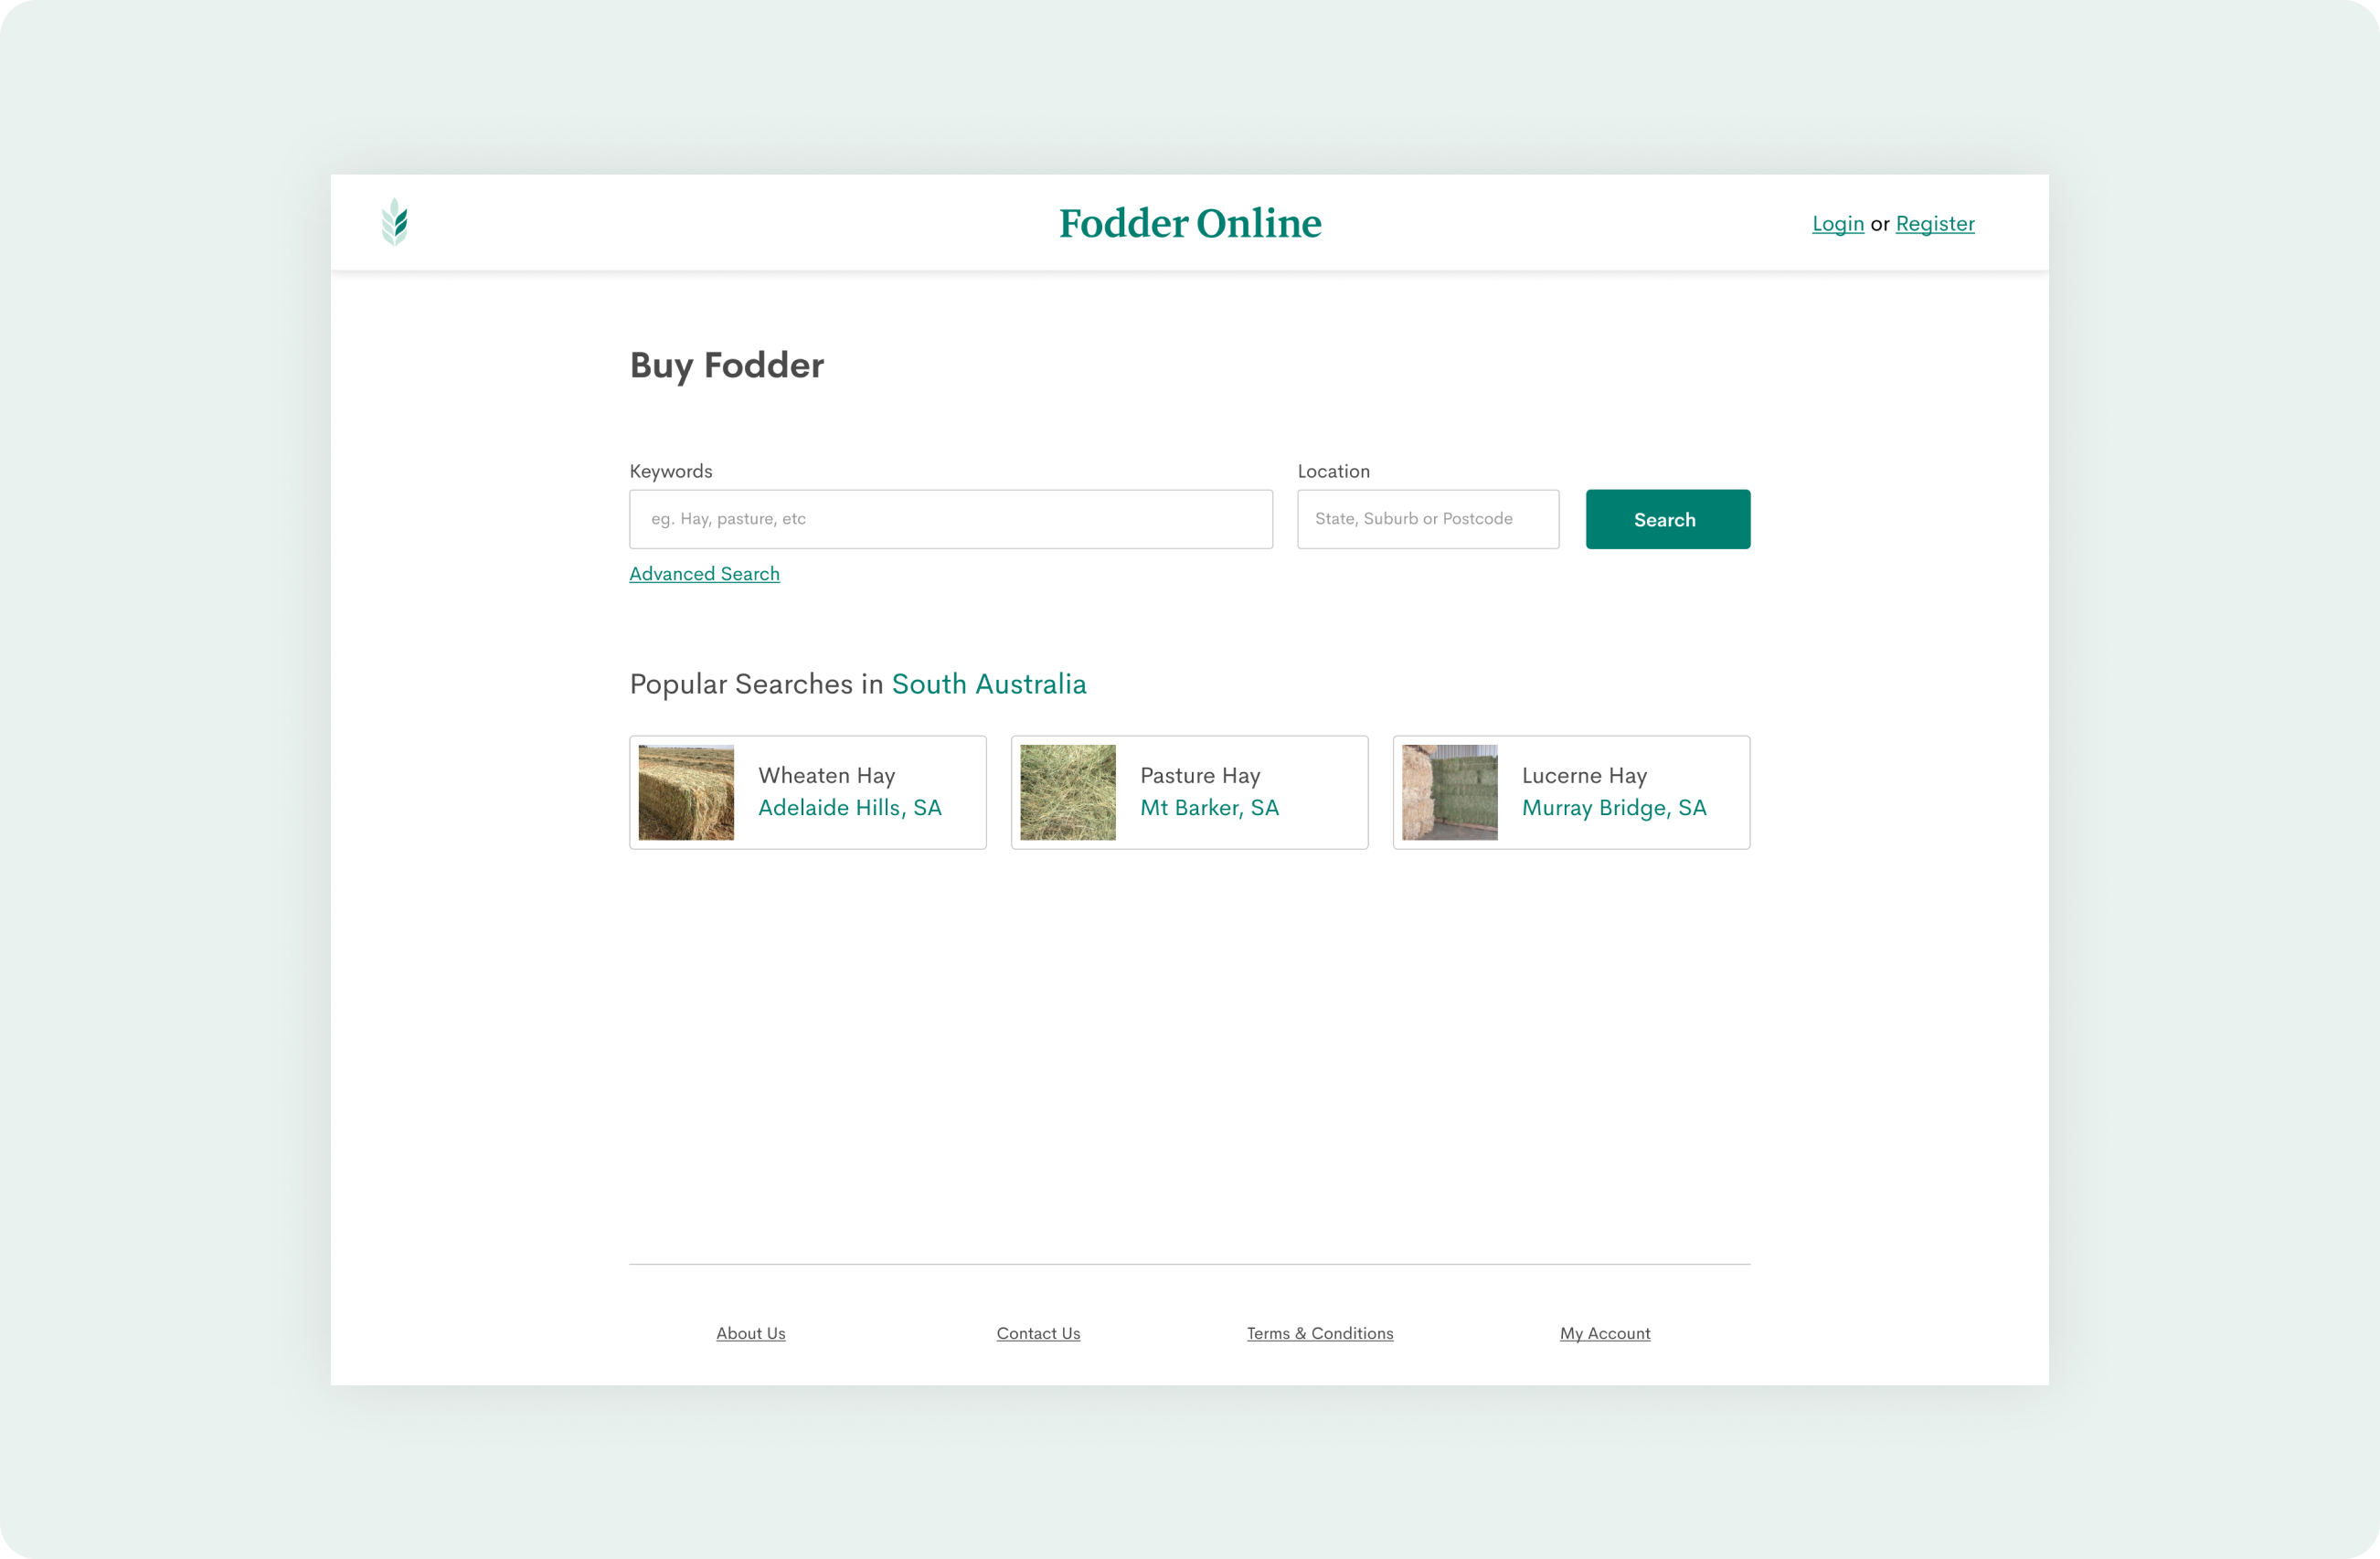 Fodder Online
Login or Register
Buy Fodder
Keywords
Location
eg. Hay, pasture, etc
State, Suburb or Postcode
Search
Advanced Search
Popular Searches in South Australia
Wheaten Hay
Adelaide Hills, SA
Pasture Hay
Mt Barker, SA
Lucerne Hay
Murray Bridge, SA
About Us
Contact Us
Terms & Conditions
My Account